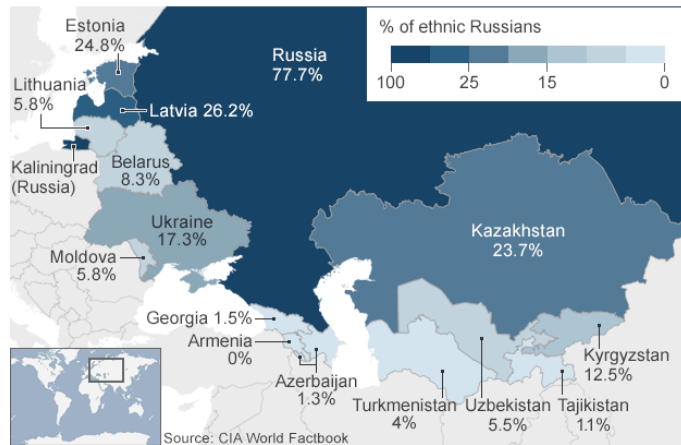 Estonia
24.8%
% of ethnic Russians
100 25 15 0
Russia
77.7%
Lithuania
5.8%
Latvia 26.2%
Kaliningrad
(Russia)
Belarus
8.3%
Ukraine
17.3%
Kazakhstan
23.7%
Moldova
5.8%
Georgia 1.5%
Armenia
0%
Azerbaijan
1.3%
Turkmenistan
4%
Uzbekistan
5.5%
Tajikistan
1.1%
Kyrgyzstan
12.5%
Source: CIA World Factbook